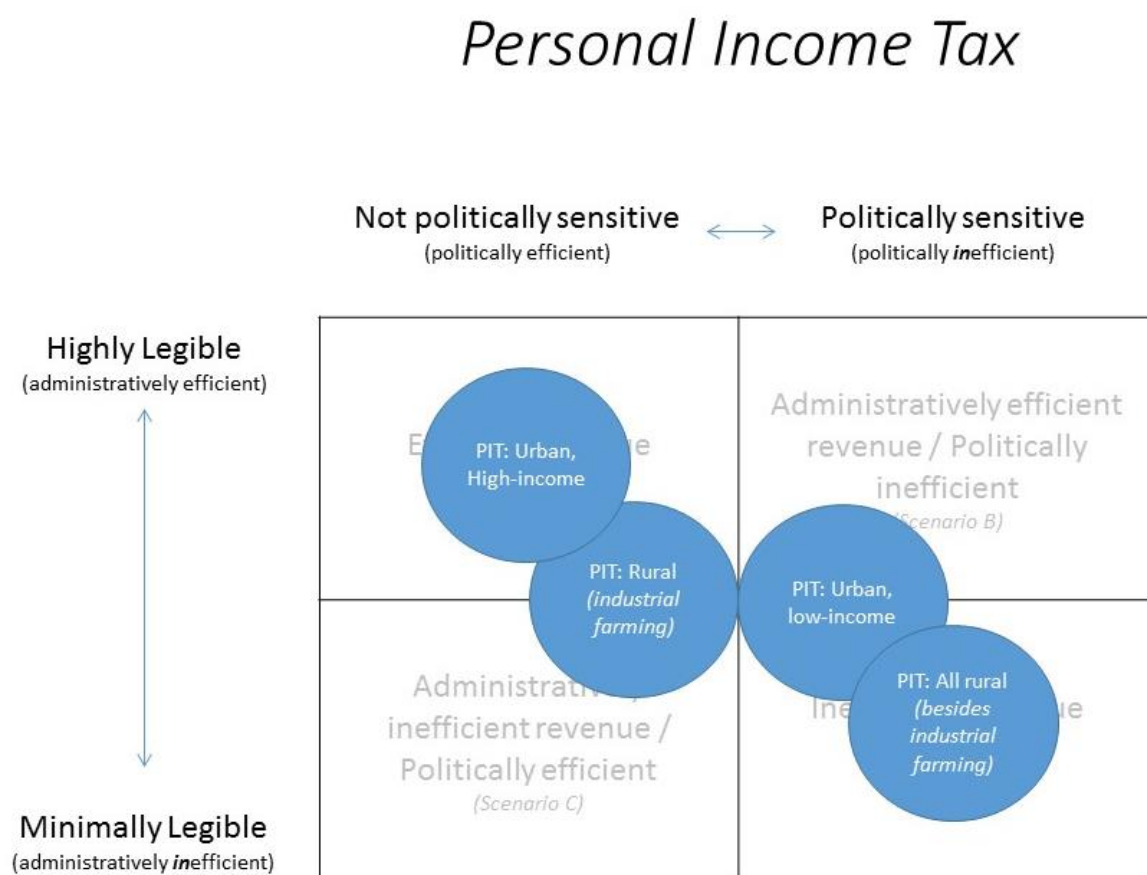 Personal Income Tax
Not politically sensitive
(politically efficient)
Politically sensitive
(politically inefficient)
Highly Legible
(administratively efficient)
Administratively efficient
revenue / Politically
inefficient
(Scenario B)
PIT: Urban,
High-income
PIT: Rural
(industrial
farming)
PIT: Urban,
low-income
PIT: All rural
(besides
industrial
farming)
inefficient revenue /
Politically efficient
(Scenario C)
Minimally Legible
(administratively inefficient)